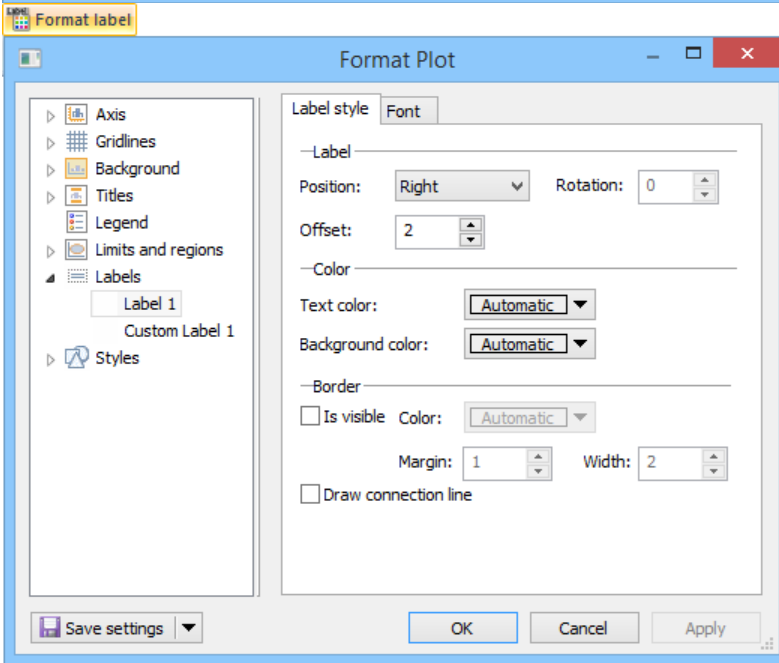 Format label
Format Plot
Axis
Gridlines
Background
Titles
Legend
Limits and regions
Labels
Label 1
Custom Label 1
Styles
Label style Font
Label
Position: Right Rotation: 0
Offset: 2
Color
Text color: Automatic
Background color: Automatic
Border
Is visible Color: Automatic
Margin: 1 Width: 2
Draw connection line
Save settings OK Cancel Apply